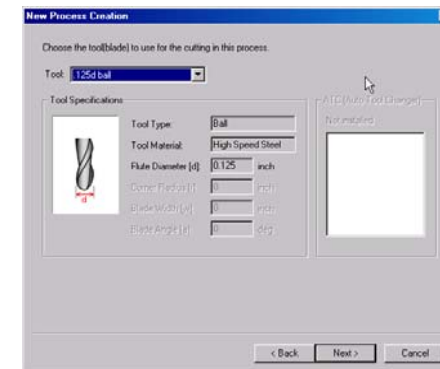 New Process Creation
Choose the tool(blade) to use for the cutting in this process.
Tool: .125d ball
Tool Specifications
ATC(Auto Tool Changer)
Tool Type: Ball
Not installed
Tool Material: High Speed Steel
Flute Diameter [d]: 0.125 inch
Corner Radius [r]: 0 inch
Blade Width [w]: 0 inch
Blade Angle [a]: 0 deg
d
< Back Next > Cancel